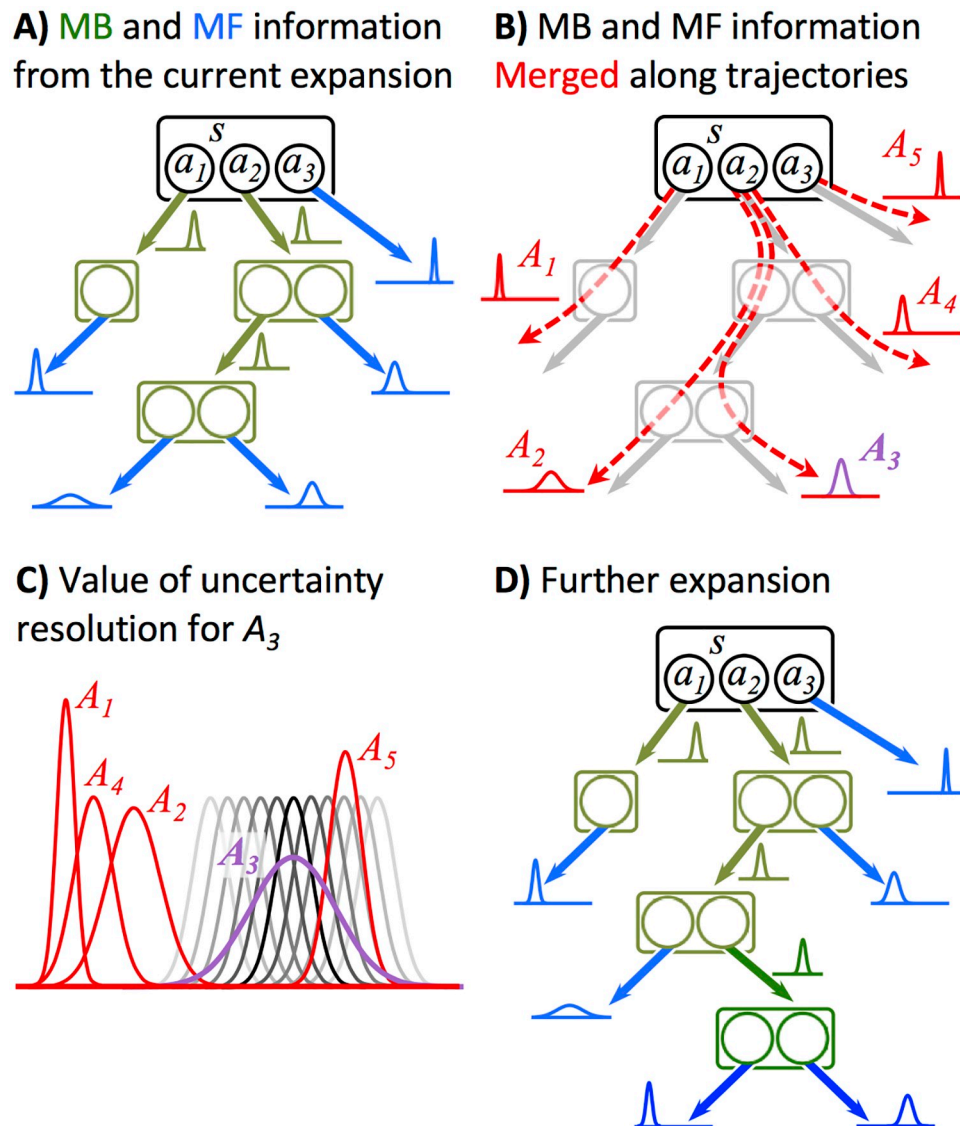 A) MB and MF information
from the current expansion
s
a1 a2 a3
B) MB and MF information
Merged along trajectories
s
a1 a2 a3
A5
A1
A4
A2
A3
C) Value of uncertainty
resolution for A3
A1
A4
A2
A3
A5
D) Further expansion
s
a1 a2 a3